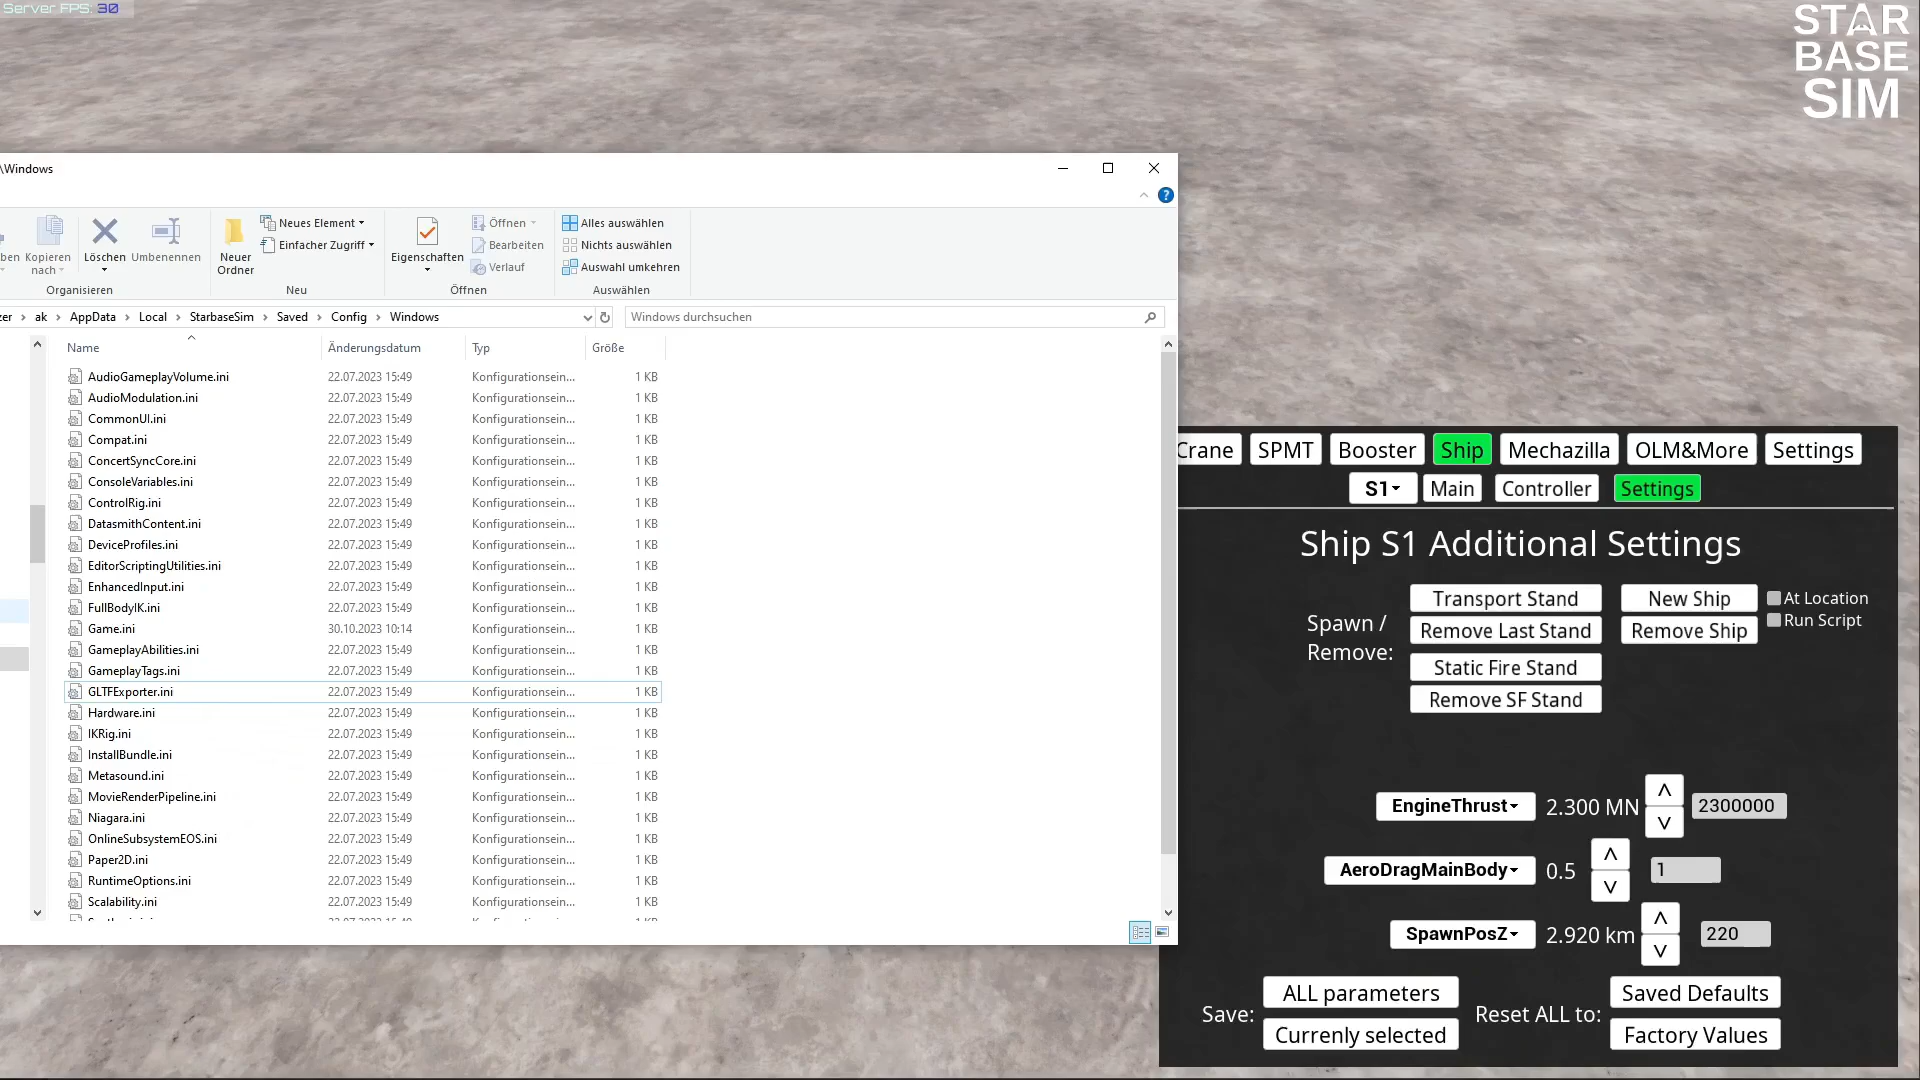 Server FPS: 30
STAR
BASE
SIM
\Windows
Kopieren
nach
Löschen
Umbenennen
Neuer
Ordner
Neues Element
Einfacher Zugriff
Eigenschaften
Öffnen
Bearbeiten
Verlauf
Alles auswählen
Nichts auswählen
Auswahl umkehren
Organisieren
Neu
Öffnen
Auswählen
zer > ak > AppData > Local > StarbaseSim > Saved > Config > Windows
Windows durchsuchen
Name Änderungsdatum Typ Größe
AudioGameplayVolume.ini 22.07.2023 15:49 Konfigurationsein... 1 KB
AudioModulation.ini 22.07.2023 15:49 Konfigurationsein... 1 KB
CommonUI.ini 22.07.2023 15:49 Konfigurationsein... 1 KB
Compat.ini 22.07.2023 15:49 Konfigurationsein... 1 KB
ConcertSyncCore.ini 22.07.2023 15:49 Konfigurationsein... 1 KB
ConsoleVariables.ini 22.07.2023 15:49 Konfigurationsein... 1 KB
ControlRig.ini 22.07.2023 15:49 Konfigurationsein... 1 KB
DatasmithContent.ini 22.07.2023 15:49 Konfigurationsein... 1 KB
DeviceProfiles.ini 22.07.2023 15:49 Konfigurationsein... 1 KB
EditorScriptingUtilities.ini 22.07.2023 15:49 Konfigurationsein... 1 KB
EnhancedInput.ini 22.07.2023 15:49 Konfigurationsein... 1 KB
FullBodyIK.ini 22.07.2023 15:49 Konfigurationsein... 1 KB
Game.ini 30.10.2023 10:14 Konfigurationsein... 1 KB
GameplayAbilities.ini 22.07.2023 15:49 Konfigurationsein... 1 KB
GameplayTags.ini 22.07.2023 15:49 Konfigurationsein... 1 KB
GLTFExporter.ini 22.07.2023 15:49 Konfigurationsein... 1 KB
Hardware.ini 22.07.2023 15:49 Konfigurationsein... 1 KB
IKRig.ini 22.07.2023 15:49 Konfigurationsein... 1 KB
InstallBundle.ini 22.07.2023 15:49 Konfigurationsein... 1 KB
Metasound.ini 22.07.2023 15:49 Konfigurationsein... 1 KB
MovieRenderPipeline.ini 22.07.2023 15:49 Konfigurationsein... 1 KB
Niagara.ini 22.07.2023 15:49 Konfigurationsein... 1 KB
OnlineSubsystemEOS.ini 22.07.2023 15:49 Konfigurationsein... 1 KB
Paper2D.ini 22.07.2023 15:49 Konfigurationsein... 1 KB
RuntimeOptions.ini 22.07.2023 15:49 Konfigurationsein... 1 KB
Scalability.ini 22.07.2023 15:49 Konfigurationsein... 1 KB
Crane SPMT Booster Ship Mechazilla OLM&More Settings
S1 Main Controller Settings
Ship S1 Additional Settings
Spawn /
Remove:
Transport Stand
Remove Last Stand
Static Fire Stand
Remove SF Stand
New Ship
Remove Ship
At Location
Run Script
EngineThrust 2.300 MN 2300000
AeroDragMainBody 0.5 1
SpawnPosZ 2.920 km 220
Save:
ALL parameters
Currenly selected
Reset ALL to:
Saved Defaults
Factory Values